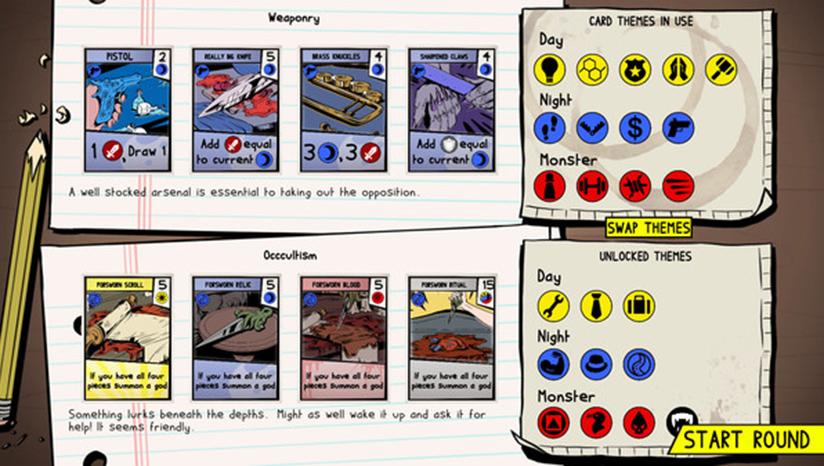 Weaponry
PISTOL 2
REALLY BIG KNIFE 5
BRASS KNUCKLES 4
SHARPENED CLAWS 4
1 , Draw 1
Add equal
to current
3 , 3
Add equal
to current
A well stocked arsenal is essential to taking out the opposition.
Occultism
FORSWORN SCROLL 5
FORSWORN RELIC 5
FORSWORN BLOOD 5
FORSWORN RITUAL 15
If you have all four
pieces summon a god
If you have all four
pieces summon a god
If you have all four
pieces summon a god
If you have all four
pieces summon a god
Something lurks beneath the depths. Might as well wake it up and ask it for
help! It seems friendly.
CARD THEMES IN USE
Day
Night
$
Monster
SWAP THEMES
UNLOCKED THEMES
Day
Night
Monster
START ROUND